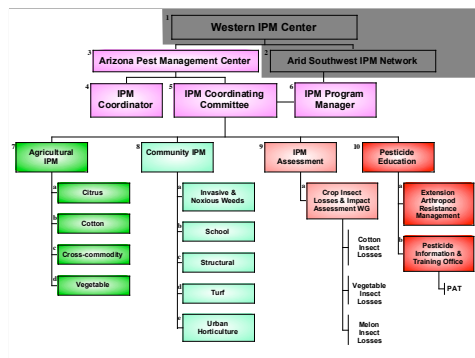 1
Western IPM Center
3
Arizona Pest Management Center
2
Arid Southwest IPM Network
4
IPM
Coordinator
5
IPM Coordinating
Committee
6
IPM Program
Manager
7
Agricultural
IPM
8
Community IPM
9
IPM
Assessment
10
Pesticide
Education
a
Citrus
b
Cotton
c
Cross-commodity
d
Vegetable
a
Invasive &
Noxious Weeds
b
School
c
Structural
d
Turf
e
Urban
Horticulture
a
Crop Insect
Losses & Impact
Assessment WG
Cotton
Insect
Losses
Vegetable
Insect
Losses
Melon
Insect
Losses
a
Extension
Arthropod
Resistance
Management
b
Pesticide
Information &
Training Office
PAT